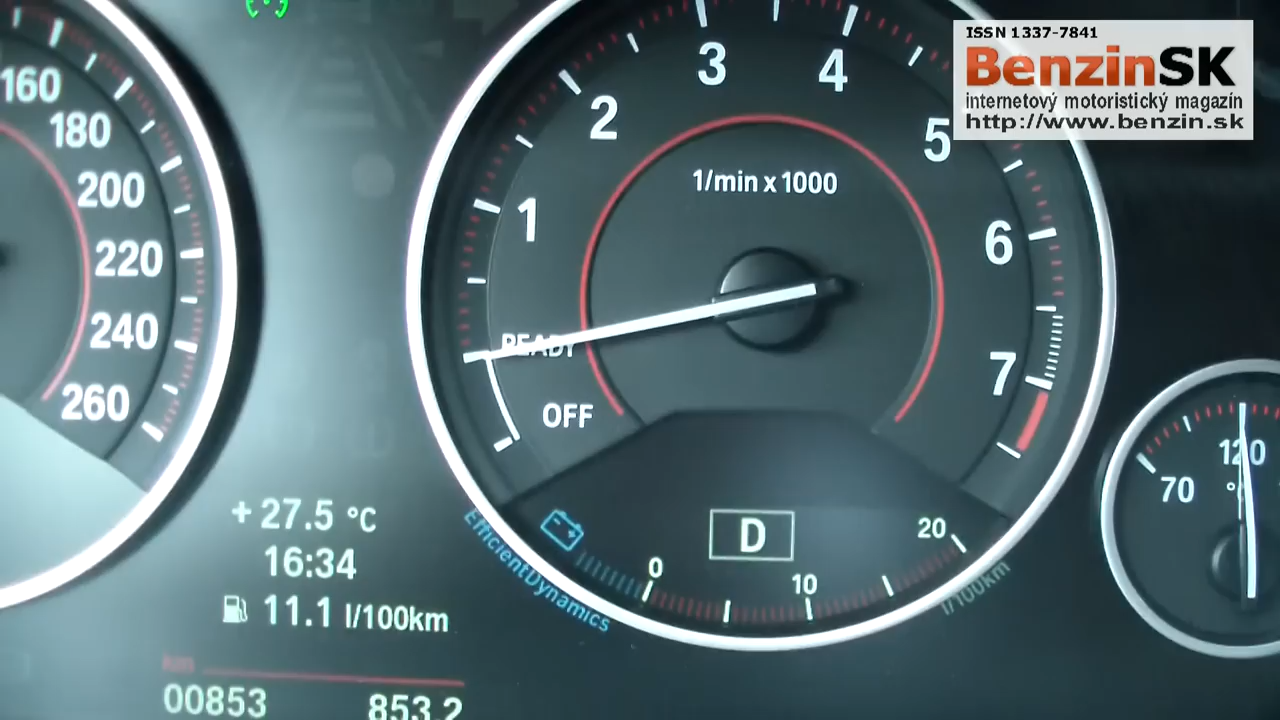 ISSN 1337-7841
BenzinSK
internetový motoristický magazín
http://www.benzin.sk
160
180
200
220
240
260
1
2
3
4
5
6
7
1/min x 1000
READY
OFF
D
0
10
20
l/100km
EfficientDynamics
70
120
+ 27.5 °C
16:34
11.1 l/100km
km
00853
853.2